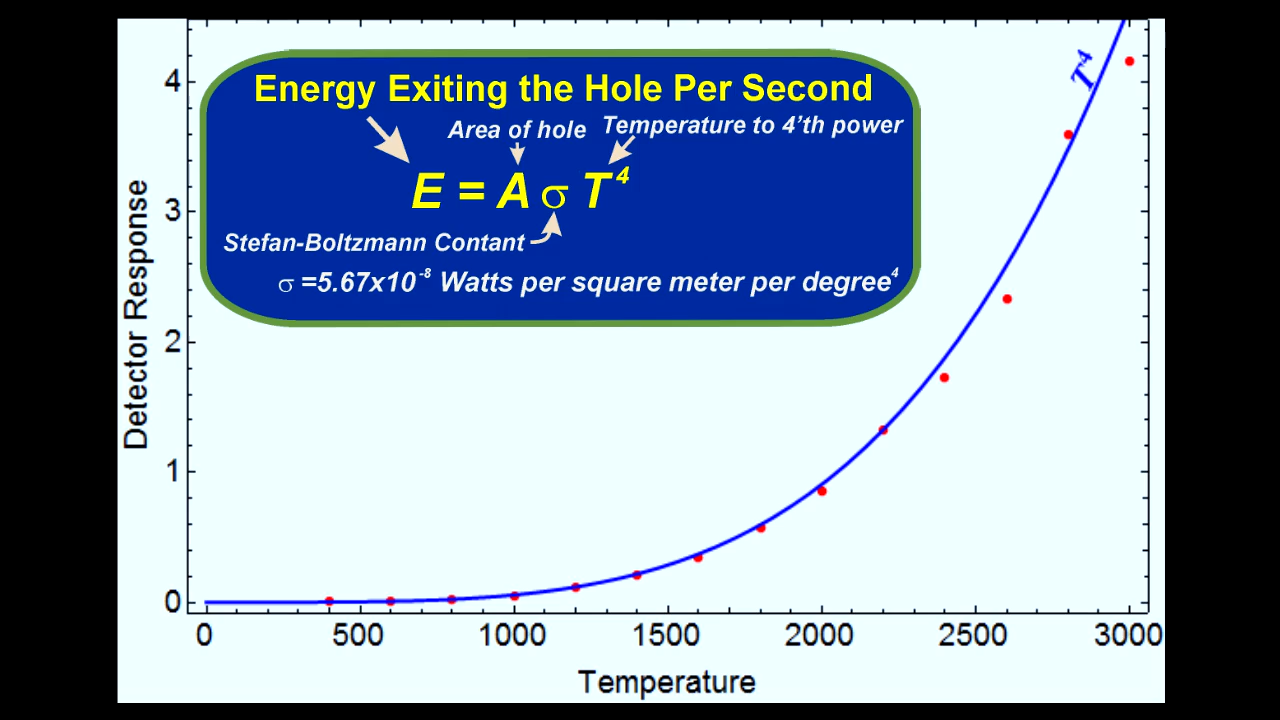 Energy Exiting the Hole Per Second
Area of hole
Temperature to 4'th power
E = A σ T⁴
Stefan-Boltzmann Contant
σ =5.67x10⁻⁸ Watts per square meter per degree⁴
T⁴
Detector Response
4
3
2
1
0
0 500 1000 1500 2000 2500 3000
Temperature